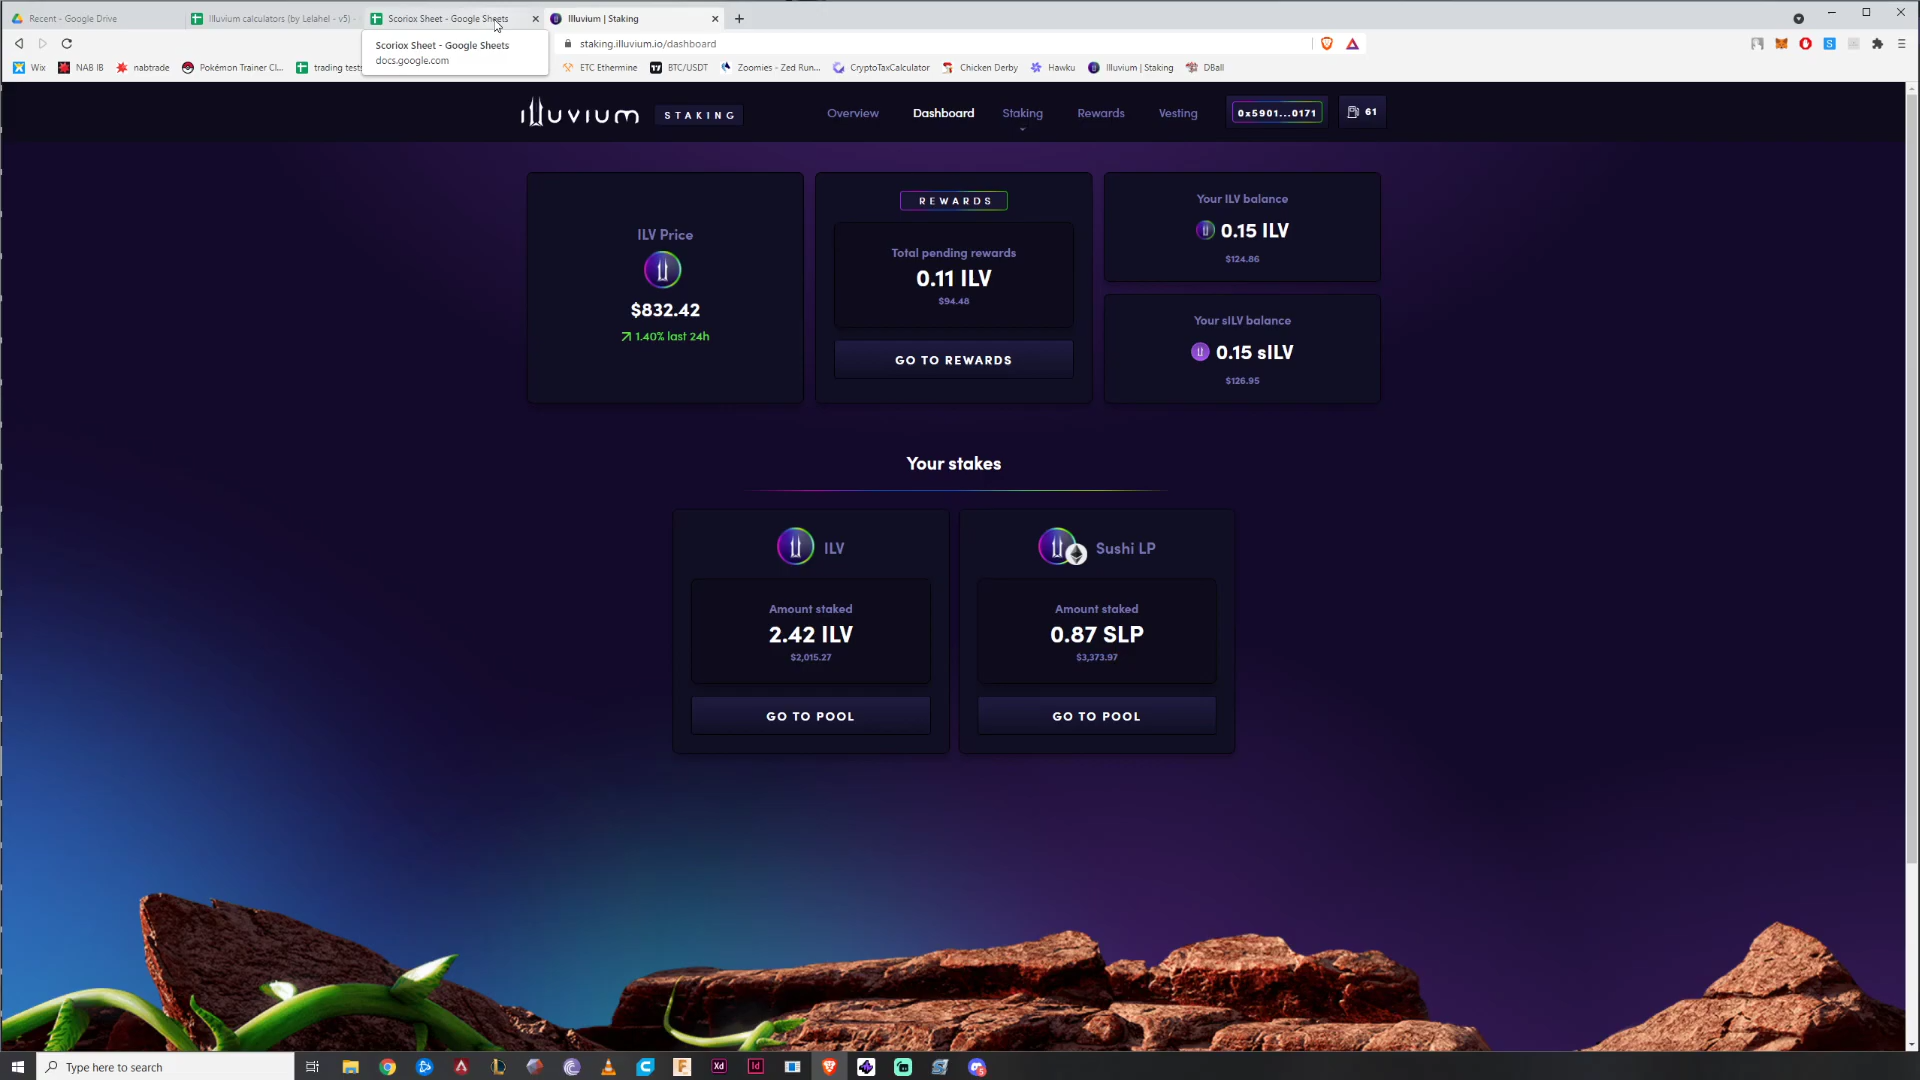 Recent - Google Drive
Illuvium calculators (by Lelahel - v5) -
Scoriox Sheet - Google Sheets
Illuvium | Staking
Scoriox Sheet - Google Sheets
docs.google.com
staking.illuvium.io/dashboard
Wix
NAB IB
nabtrade
Pokémon Trainer Cl...
trading tests
ETC Ethermine
BTC/USDT
Zoomies - Zed Run...
CryptoTaxCalculator
Chicken Derby
Hawku
Illuvium | Staking
DBall
illuvium
STAKING
Overview
Dashboard
Staking
Rewards
Vesting
0x5901...0171
61
ILV Price
$832.42
1.40% last 24h
REWARDS
Total pending rewards
0.11 ILV
$94.48
GO TO REWARDS
Your ILV balance
0.15 ILV
$124.86
Your sILV balance
0.15 sILV
$126.95
Your stakes
ILV
Amount staked
2.42 ILV
$2,015.27
GO TO POOL
Sushi LP
Amount staked
0.87 SLP
$3,373.97
GO TO POOL
Type here to search
Xd
Id